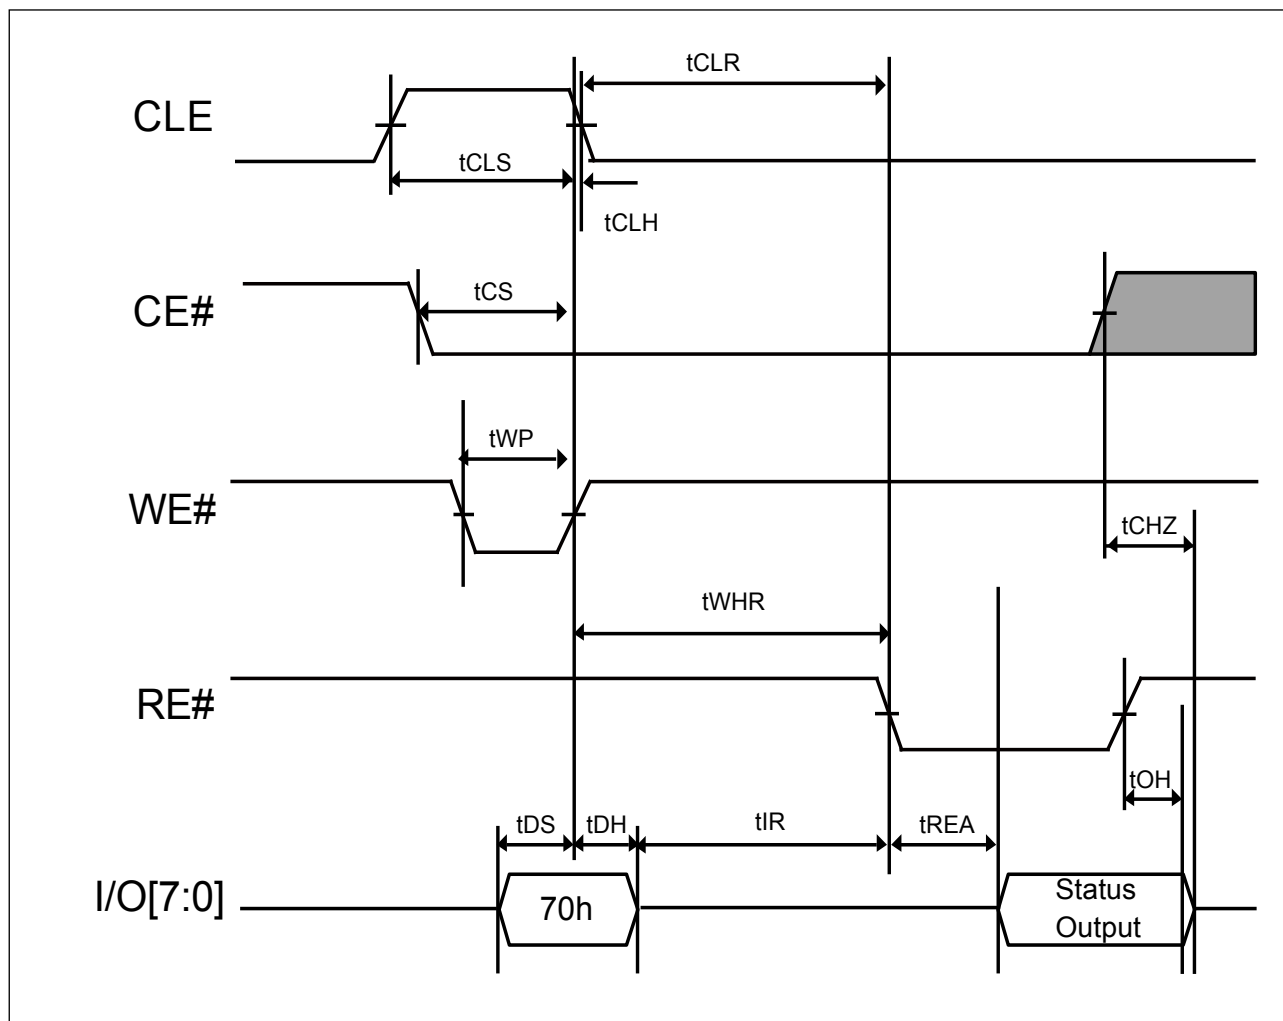 tCLR
CLE
tCLS
tCLH
CE#
tCS
tWP
WE#
tCHZ
tWHR
RE#
tOH
tDS
tDH
tIR
tREA
I/O[7:0]
70h
Status
Output